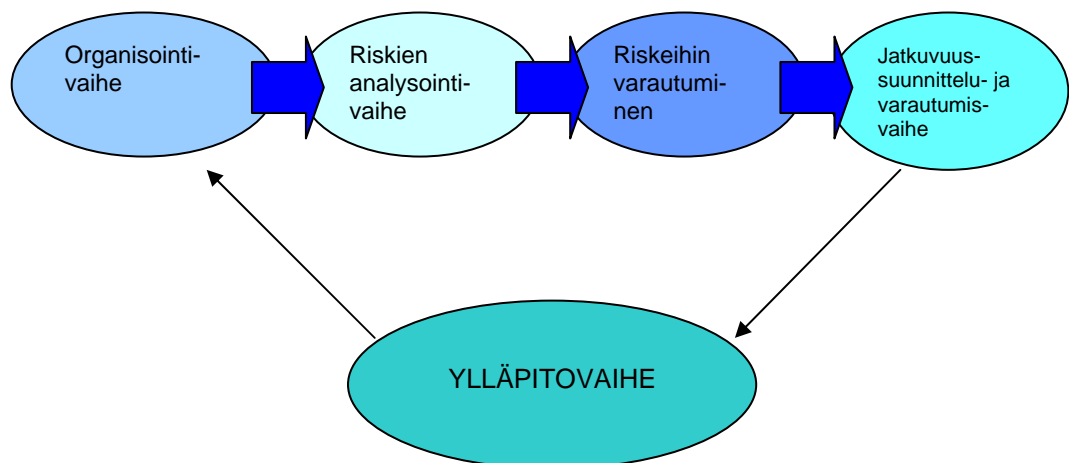 Organisointi-
vaihe
Riskien
analysointi-
vaihe
Riskeihin
varautumi-
nen
Jatkuvuus-
suunnittelu- ja
varautumis-
vaihe
YLLÄPITOVAIHE